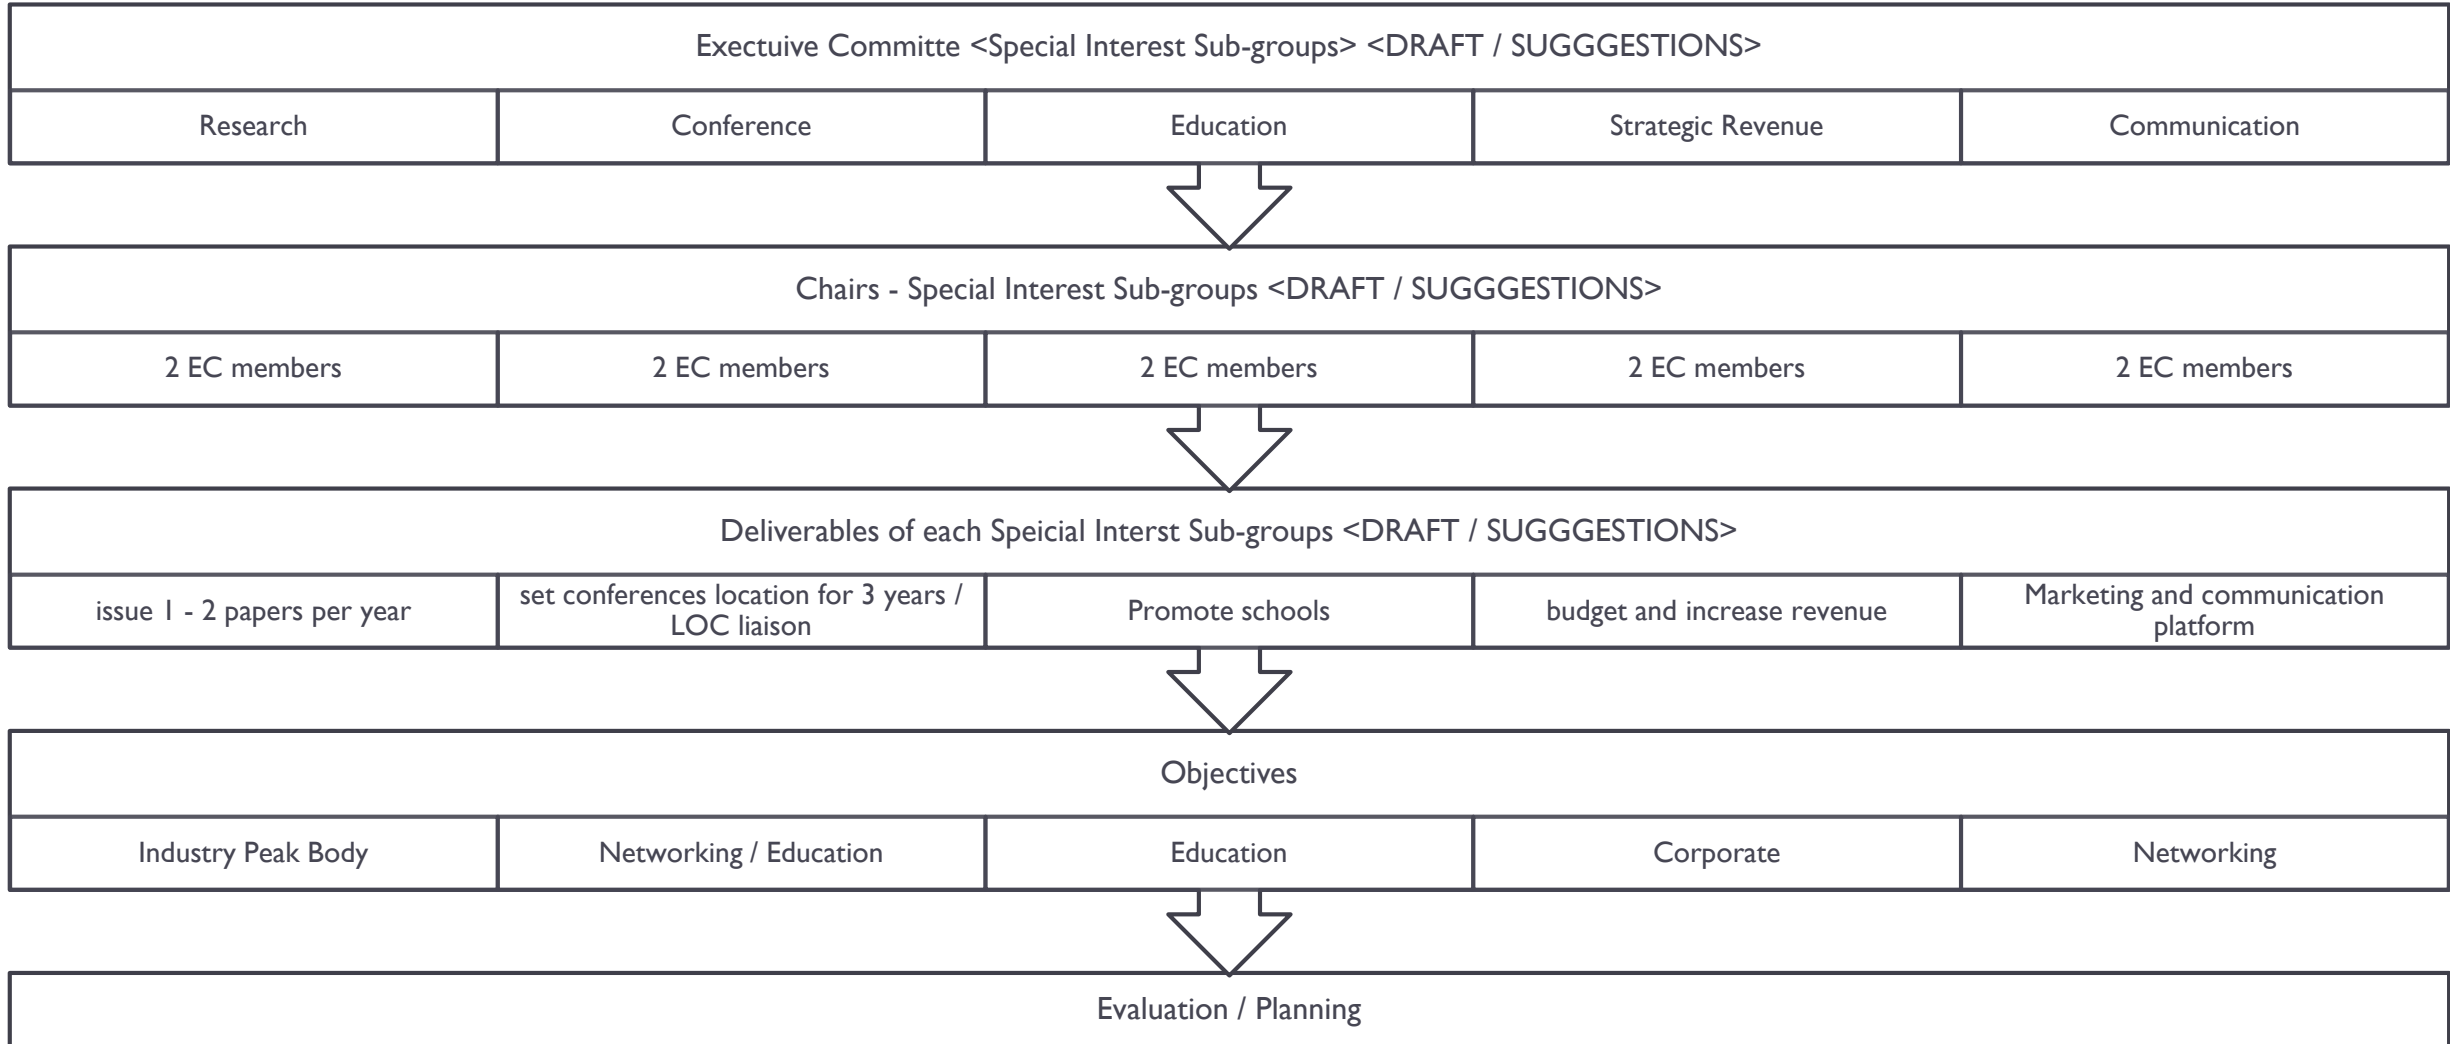 Exectuive Committe <Special Interest Sub-groups> <DRAFT / SUGGGESTIONS>
Research
Conference
Education
Strategic Revenue
Communication
Chairs - Special Interest Sub-groups <DRAFT / SUGGGESTIONS>
2 EC members
2 EC members
2 EC members
2 EC members
2 EC members
Deliverables of each Speicial Interst Sub-groups <DRAFT / SUGGGESTIONS>
issue 1 - 2 papers per year
set conferences location for 3 years /
LOC liaison
Promote schools
budget and increase revenue
Marketing and communication
platform
Objectives
Industry Peak Body
Networking / Education
Education
Corporate
Networking
Evaluation / Planning